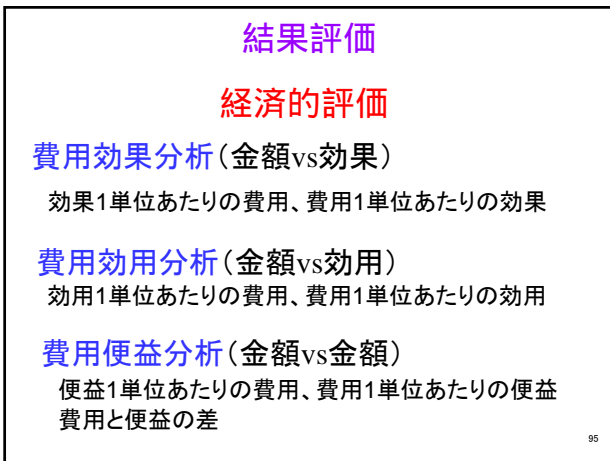 結果評価
経済的評価
費用効果分析(金額vs効果)
効果1単位あたりの費用、費用1単位あたりの効果
費用効用分析(金額vs効用)
効用1単位あたりの費用、費用1単位あたりの効用
費用便益分析(金額vs金額)
便益1単位あたりの費用、費用1単位あたりの便益
費用と便益の差
95